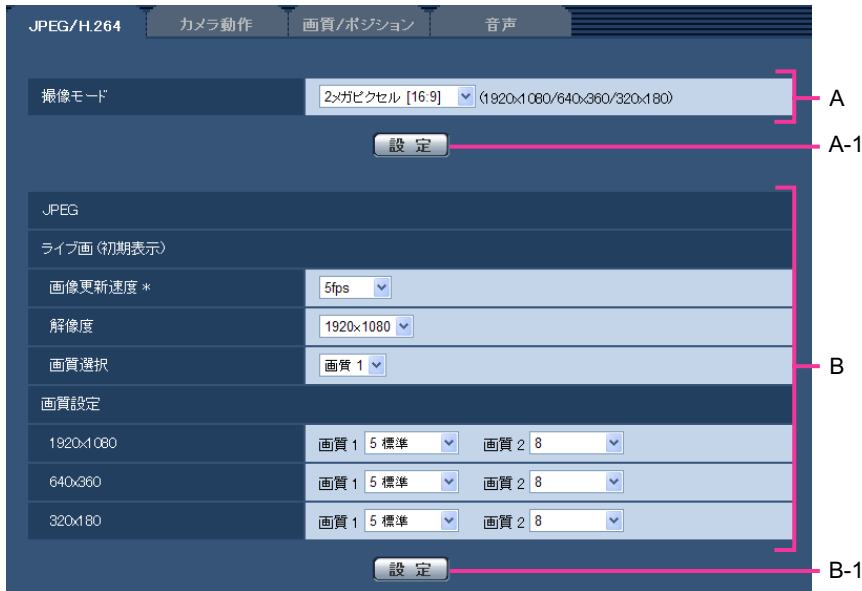 JPEG/H.264 カメラ動作 画質/ポジション 音声
撮像モード 2メガピクセル [16:9] (1920x1080/640x360/320x180) A
設 定 A-1
JPEG
ライブ画(初期表示)
画像更新速度 * 5fps
解像度 1920×1080
画質選択 画質 1 B
画質設定
1920x1080 画質 1 5 標準 画質 2 8
640x360 画質 1 5 標準 画質 2 8
320x180 画質 1 5 標準 画質 2 8
設 定 B-1